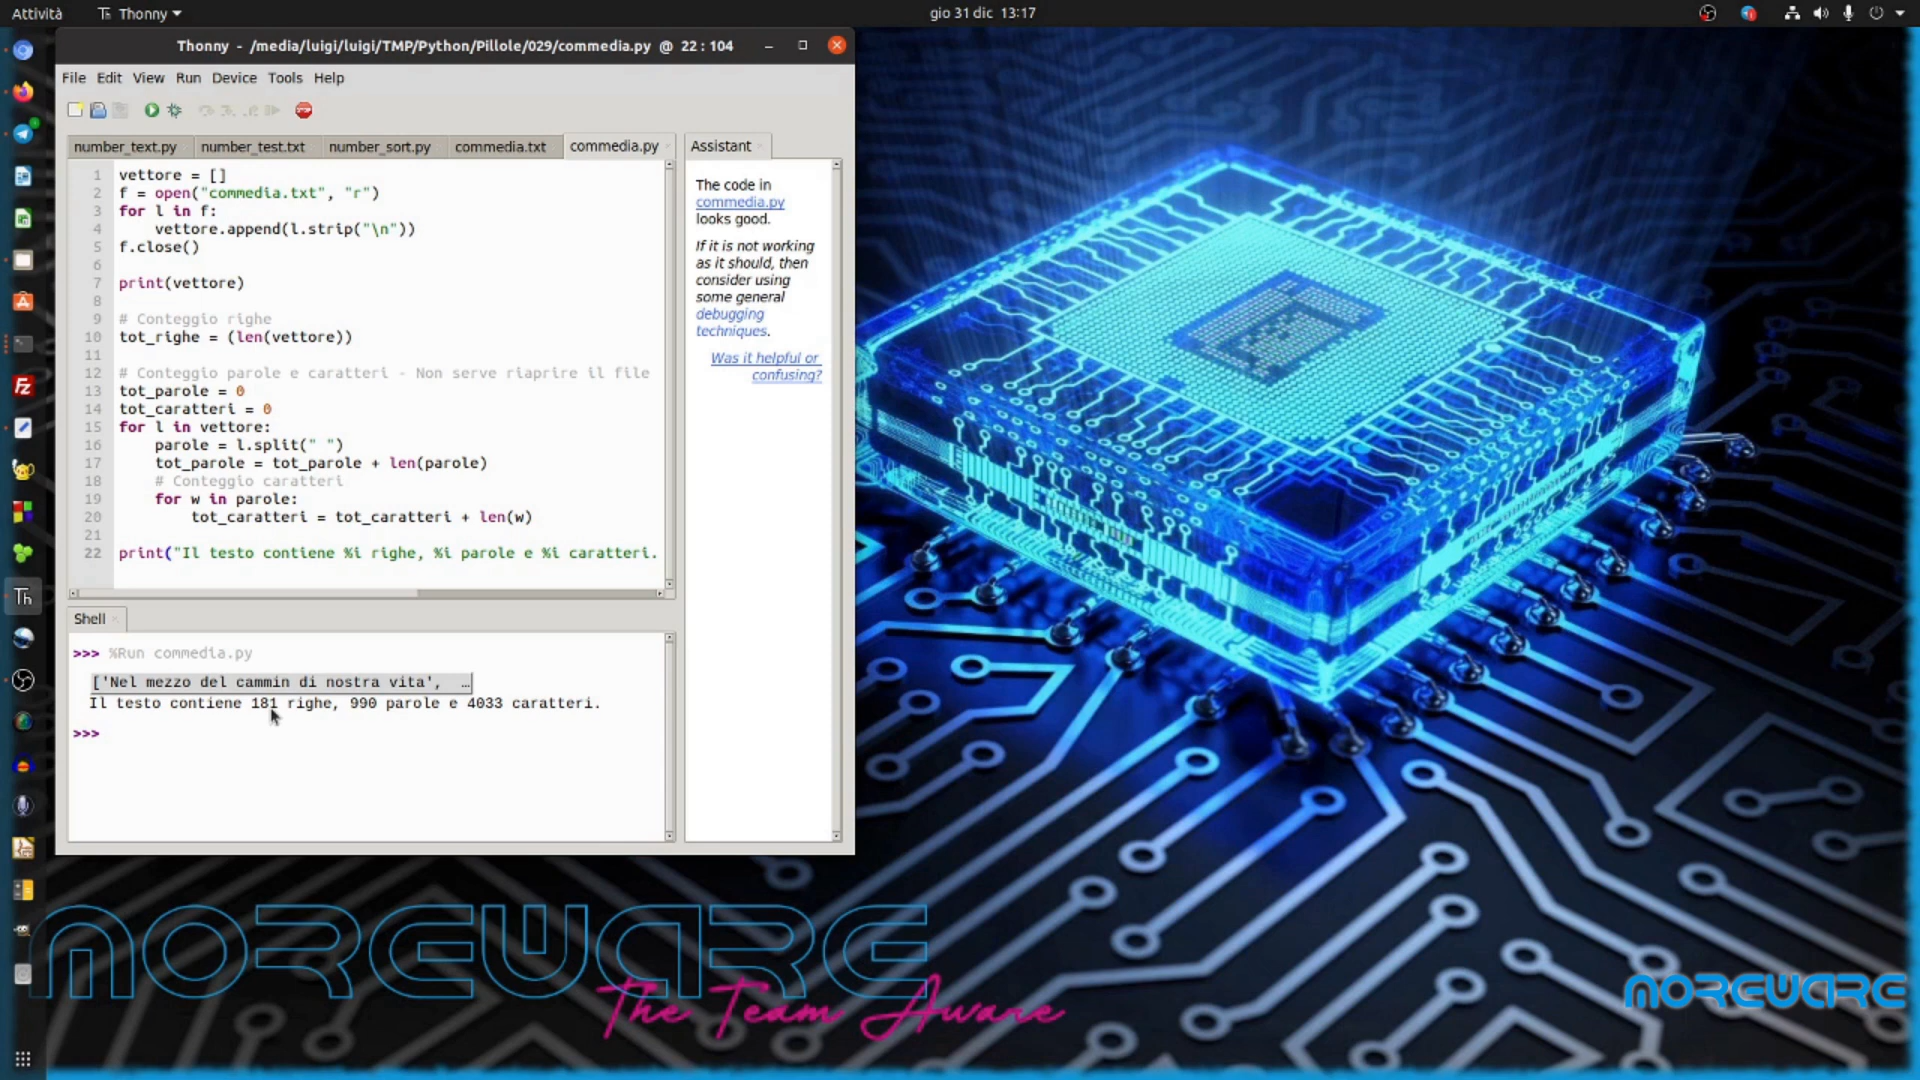 Attività Thonny gio 31 dic 13:17
Thonny - /media/luigi/luigi/TMP/Python/Pillole/029/commedia.py @ 22 : 104
File Edit View Run Device Tools Help
number_text.py number_test.txt number_sort.py commedia.txt commedia.py
1 vettore = []
2 f = open("commedia.txt", "r")
3 for l in f:
4 vettore.append(l.strip("\n"))
5 f.close()
6
7 print(vettore)
8
9 # Conteggio righe
10 tot_righe = (len(vettore))
11
12 # Conteggio parole e caratteri - Non serve riaprire il file
13 tot_parole = 0
14 tot_caratteri = 0
15 for l in vettore:
16 parole = l.split(" ")
17 tot_parole = tot_parole + len(parole)
18 # Conteggio caratteri
19 for w in parole:
20 tot_caratteri = tot_caratteri + len(w)
21
22 print("Il testo contiene %i righe, %i parole e %i caratteri.
Assistant
The code in
commedia.py
looks good.
If it is not working
as it should, then
consider using
some general
debugging
techniques.
Was it helpful or
confusing?
Shell
>>> %Run commedia.py
['Nel mezzo del cammin di nostra vita', …
Il testo contiene 181 righe, 990 parole e 4033 caratteri.
>>>
Fz
Th
NOREWARE
The Team Aware
NOREWARE